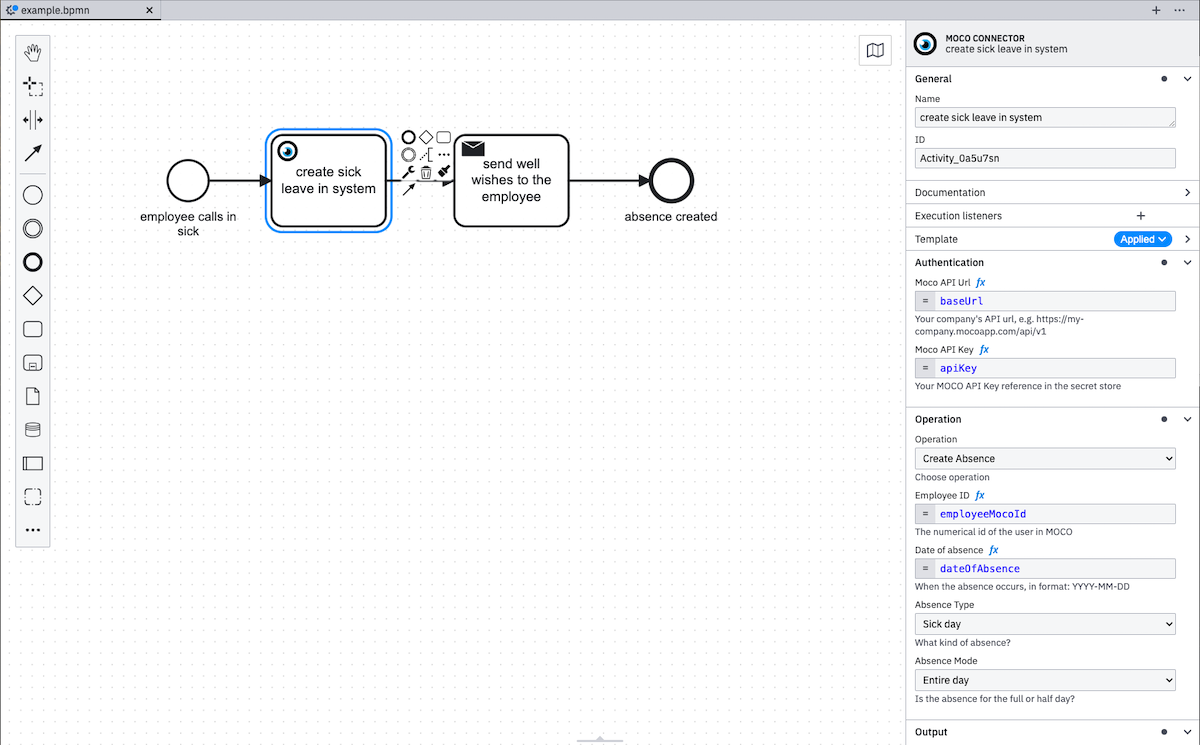 example.bpmn
employee calls in
sick
create sick
leave in system
send well
wishes to the
employee
absence created
MOCO CONNECTOR
create sick leave in system
General
Name
create sick leave in system
ID
Activity_0a5u7sn
Documentation
Execution listeners
Template
Applied
Authentication
Moco API Url fx
= baseUrl
Your company's API url, e.g. https://my-
company.mocoapp.com/api/v1
Moco API Key fx
= apiKey
Your MOCO API Key reference in the secret store
Operation
Operation
Create Absence
Choose operation
Employee ID fx
= employeeMocoId
The numerical id of the user in MOCO
Date of absence fx
= dateOfAbsence
When the absence occurs, in format: YYYY-MM-DD
Absence Type
Sick day
What kind of absence?
Absence Mode
Entire day
Is the absence for the full or half day?
Output